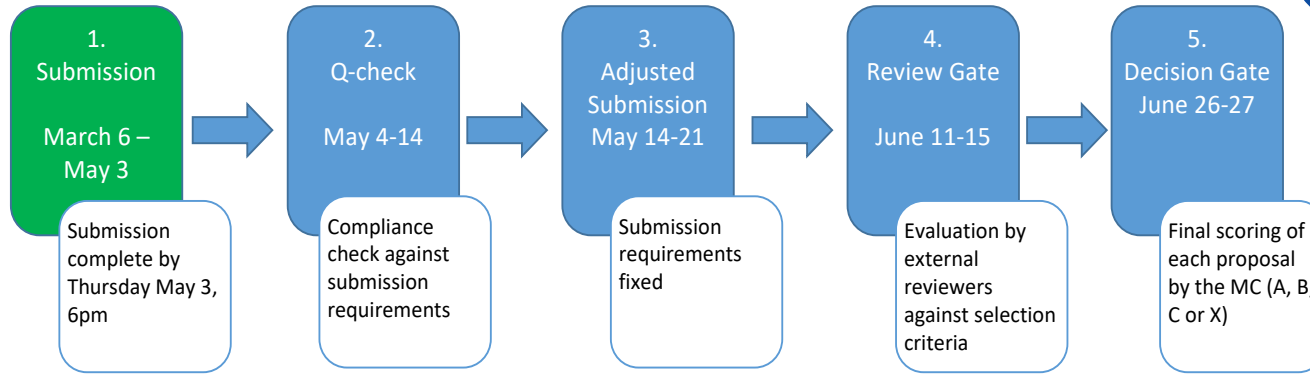 1.
Submission
March 6 –
May 3
Submission
complete by
Thursday May 3,
6pm
2.
Q-check
May 4-14
Compliance
check against
submission
requirements
3.
Adjusted
Submission
May 14-21
Submission
requirements
fixed
4.
Review Gate
June 11-15
Evaluation by
external
reviewers
against selection
criteria
5.
Decision Gate
June 26-27
Final scoring of
each proposal
by the MC (A, B,
C or X)